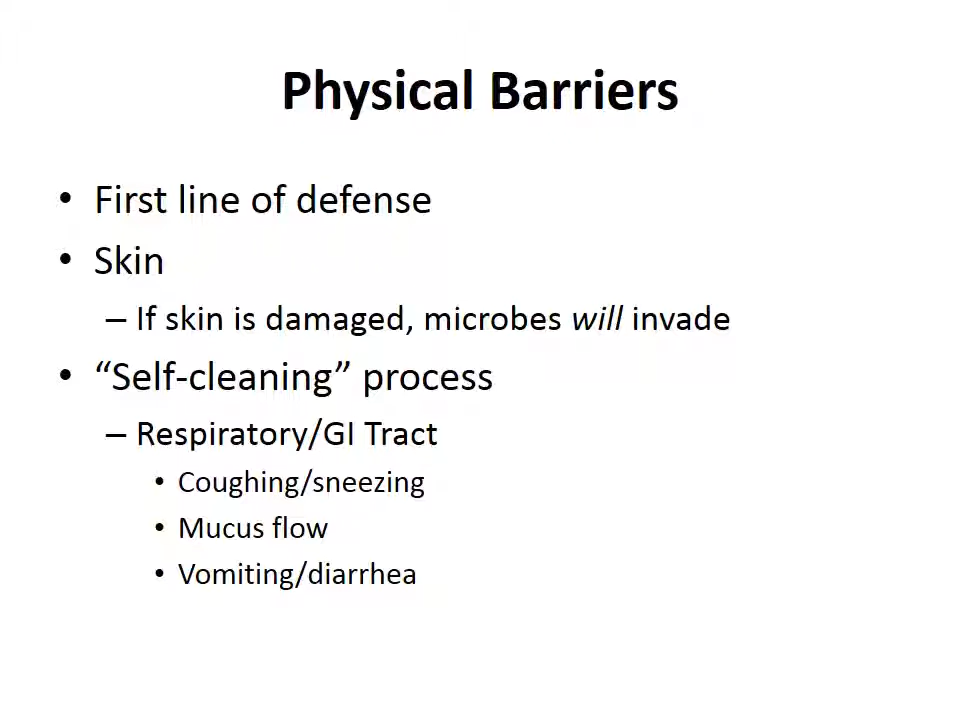 Physical Barriers
• First line of defense
• Skin
– If skin is damaged, microbes will invade
• “Self-cleaning” process
– Respiratory/GI Tract
• Coughing/sneezing
• Mucus flow
• Vomiting/diarrhea